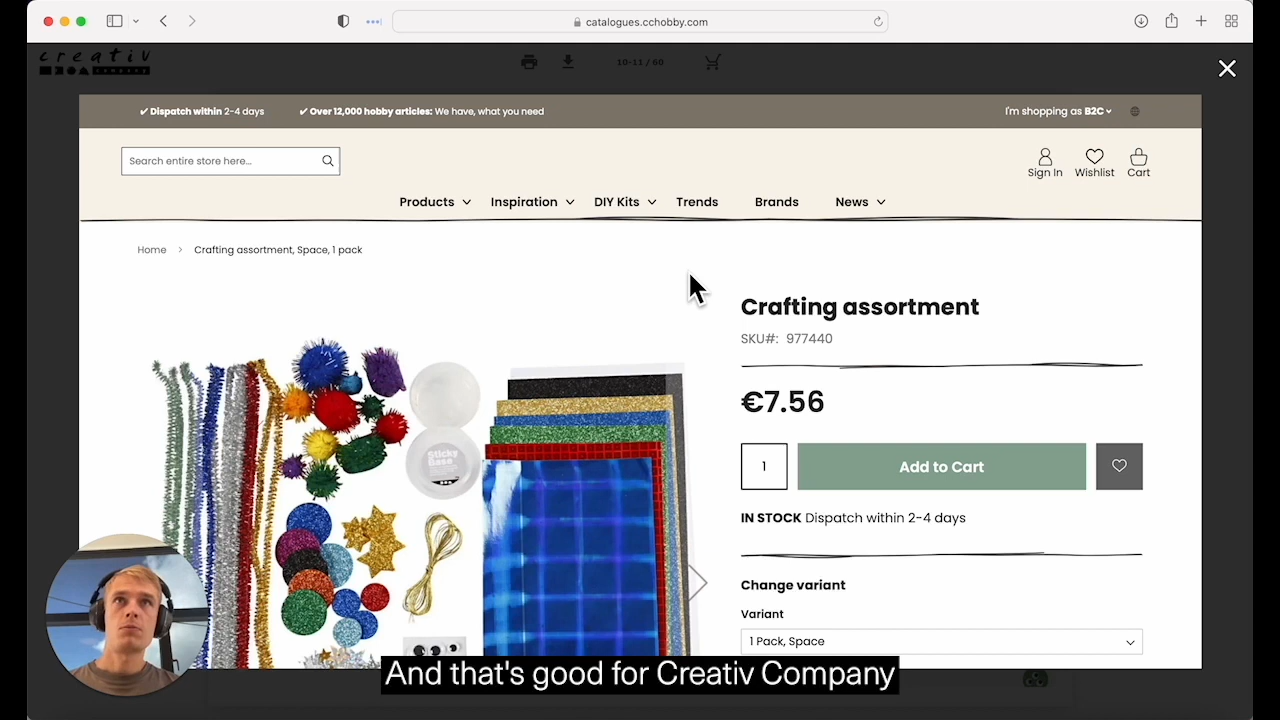 catalogues.cchobby.com
creativ
company
10-11 / 60
✔ Dispatch within 2-4 days
✔ Over 12,000 hobby articles: We have, what you need
I'm shopping as B2C
Search entire store here...
Sign In
Wishlist
Cart
Products
Inspiration
DIY Kits
Trends
Brands
News
Home > Crafting assortment, Space, 1 pack
Crafting assortment
SKU#: 977440
€7.56
1
Add to Cart
IN STOCK Dispatch within 2-4 days
Change variant
Variant
1 Pack, Space
Sticky
Base
And that's good for Creativ Company